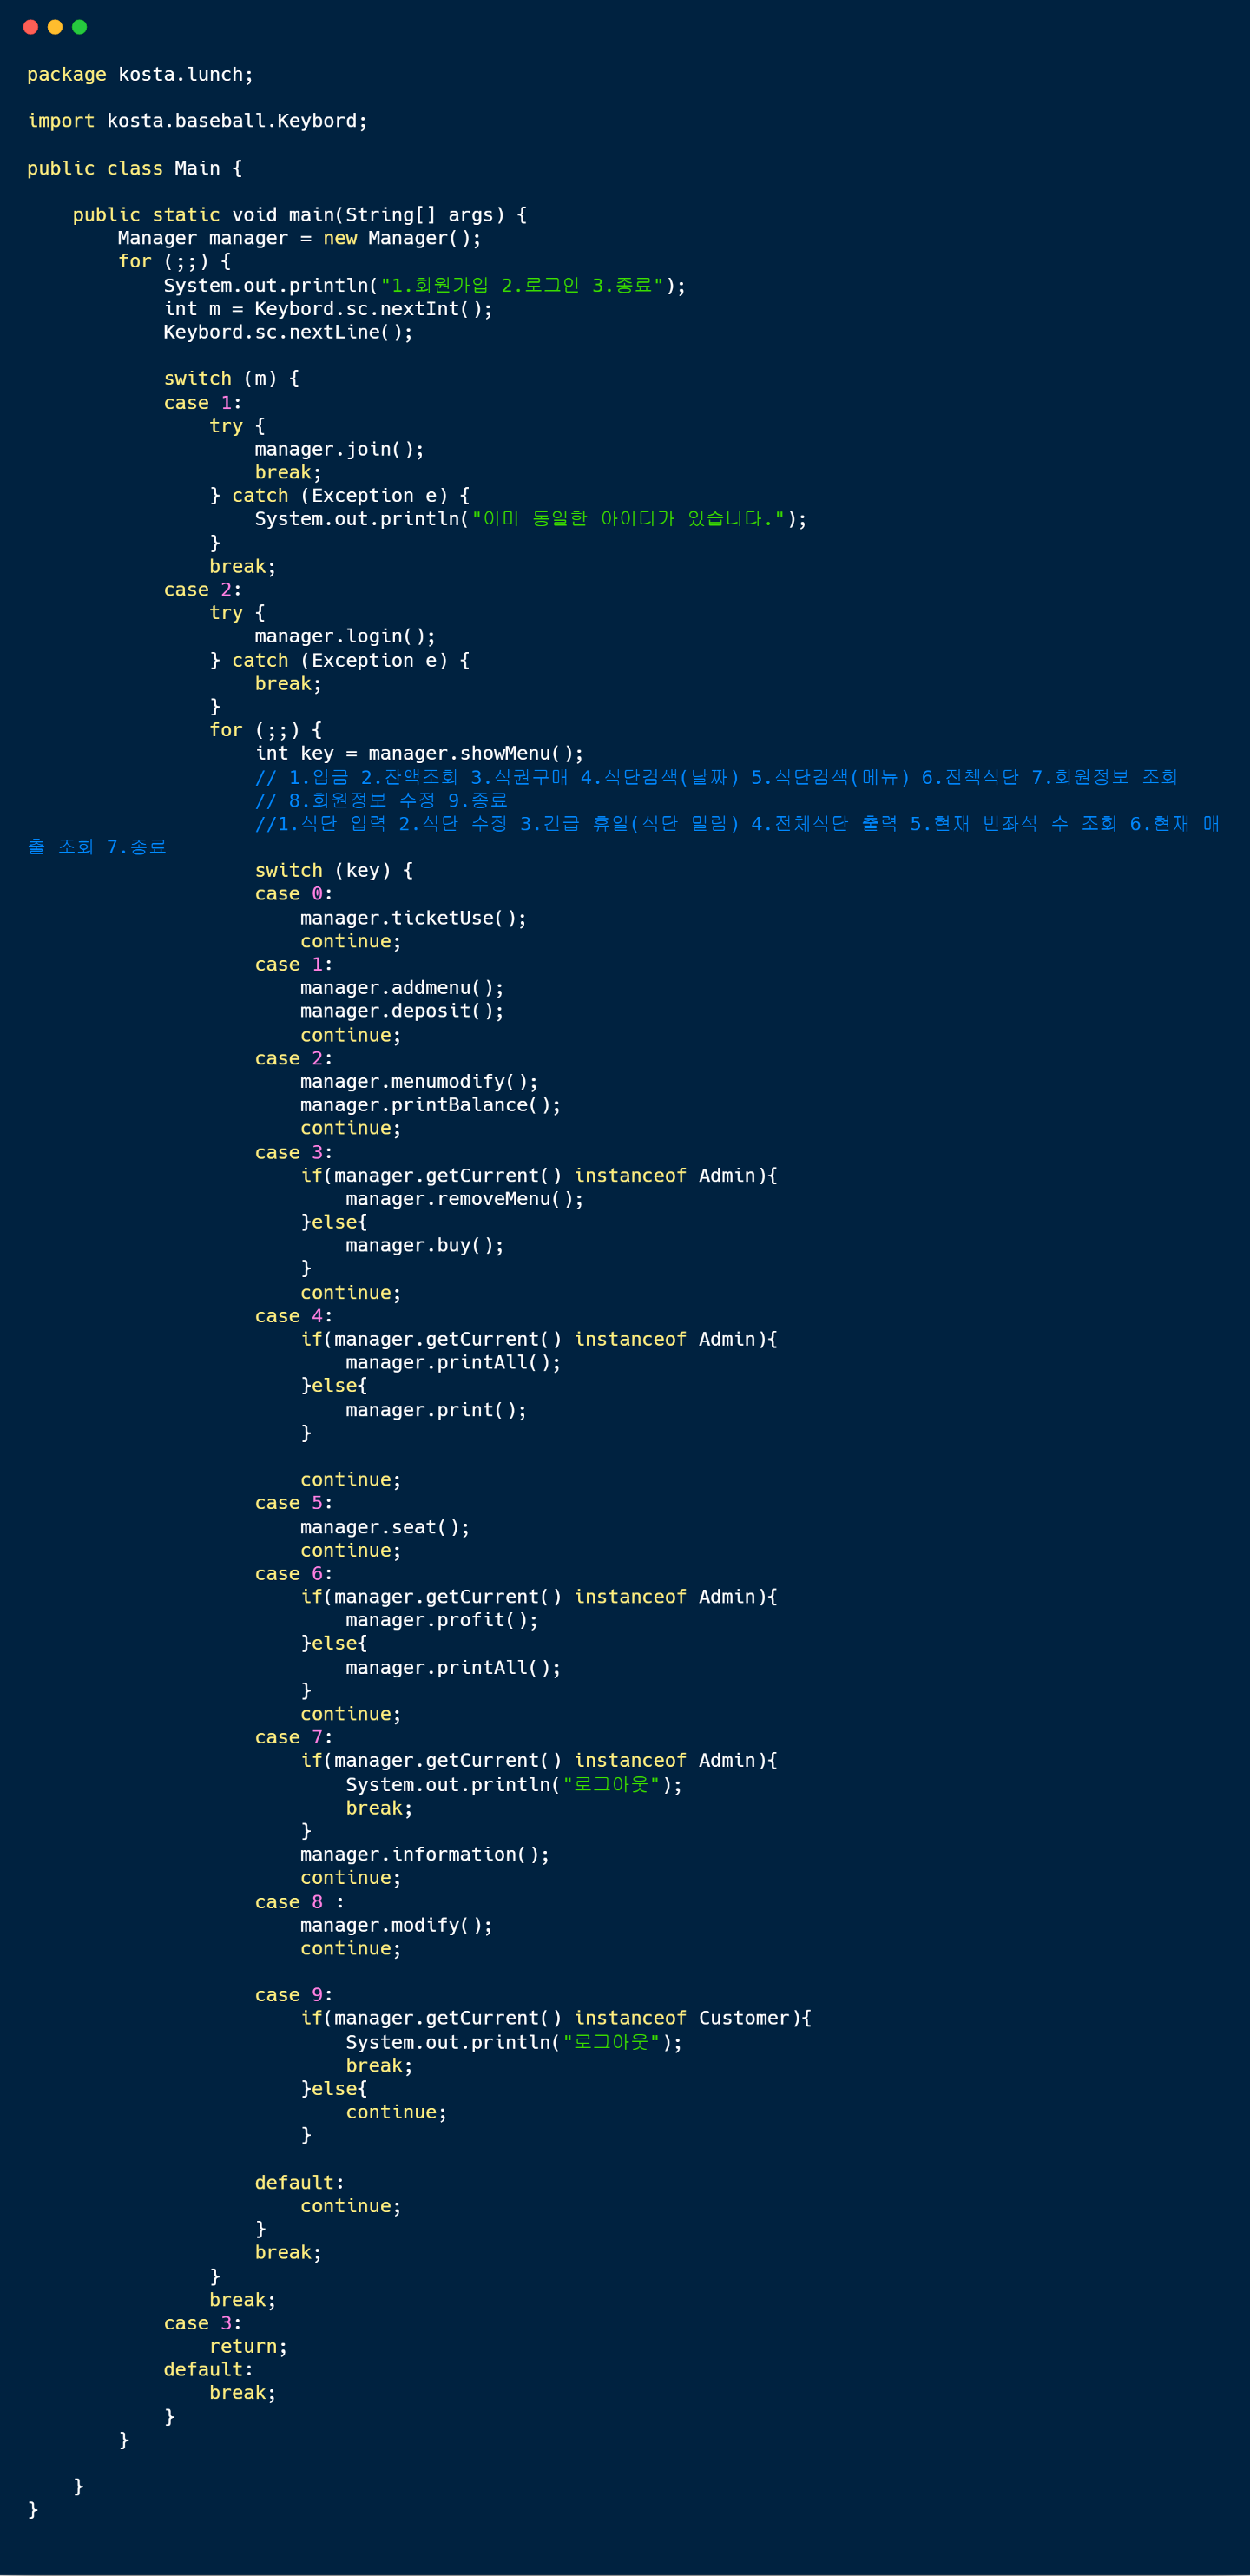 package kosta.lunch;

import kosta.baseball.Keybord;

public class Main {

    public static void main(String[] args) {
        Manager manager = new Manager();
        for (;;) {
            System.out.println("1.회원가입 2.로그인 3.종료");
            int m = Keybord.sc.nextInt();
            Keybord.sc.nextLine();

            switch (m) {
            case 1:
                try {
                    manager.join();
                    break;
                } catch (Exception e) {
                    System.out.println("이미 동일한 아이디가 있습니다.");
                }
                break;
            case 2:
                try {
                    manager.login();
                } catch (Exception e) {
                    break;
                }
                for (;;) {
                    int key = manager.showMenu();
                    // 1.입금 2.잔액조회 3.식권구매 4.식단검색(날짜) 5.식단검색(메뉴) 6.전첵식단 7.회원정보 조회
                    // 8.회원정보 수정 9.종료
                    //1.식단 입력 2.식단 수정 3.긴급 휴일(식단 밀림) 4.전체식단 출력 5.현재 빈좌석 수 조회 6.현재 매
출 조회 7.종료
                    switch (key) {
                    case 0:
                        manager.ticketUse();
                        continue;
                    case 1:
                        manager.addmenu();
                        manager.deposit();
                        continue;
                    case 2:
                        manager.menumodify();
                        manager.printBalance();
                        continue;
                    case 3:
                        if(manager.getCurrent() instanceof Admin){
                            manager.removeMenu();
                        }else{
                            manager.buy();
                        }
                        continue;
                    case 4:
                        if(manager.getCurrent() instanceof Admin){
                            manager.printAll();
                        }else{
                            manager.print();
                        }

                        continue;
                    case 5:
                        manager.seat();
                        continue;
                    case 6:
                        if(manager.getCurrent() instanceof Admin){
                            manager.profit();
                        }else{
                            manager.printAll();
                        }
                        continue;
                    case 7:
                        if(manager.getCurrent() instanceof Admin){
                            System.out.println("로그아웃");
                            break;
                        }
                        manager.information();
                        continue;
                    case 8 :
                        manager.modify();
                        continue;

                    case 9:
                        if(manager.getCurrent() instanceof Customer){
                            System.out.println("로그아웃");
                            break;
                        }else{
                            continue;
                        }

                    default:
                        continue;
                    }
                    break;
                }
                break;
            case 3:
                return;
            default:
                break;
            }
        }

    }
}